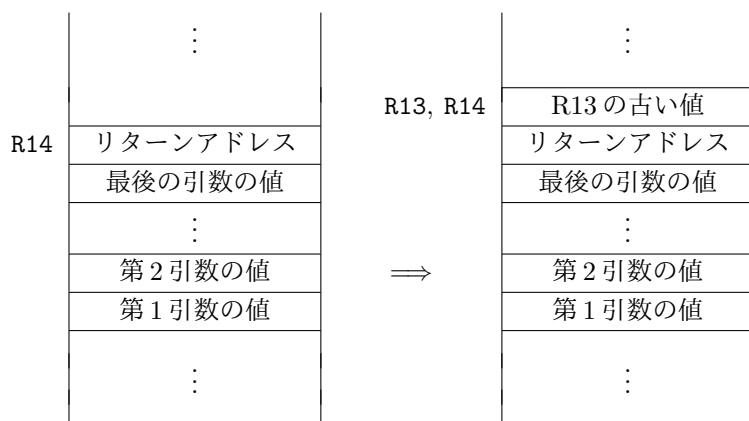 ⋮
R14
リターンアドレス
最後の引数の値
⋮
第2引数の値
第1引数の値
⋮
⟹
⋮
R13, R14
R13の古い値
リターンアドレス
最後の引数の値
⋮
第2引数の値
第1引数の値
⋮